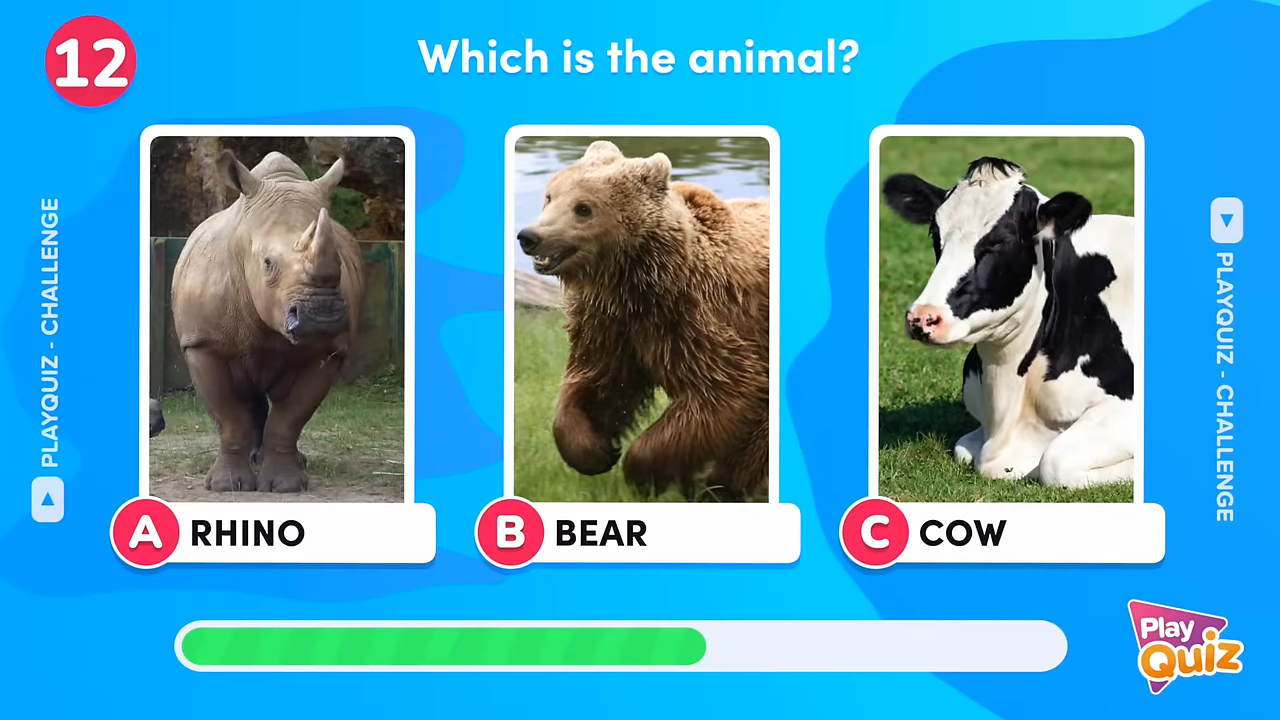 12
Which is the animal?
PLAYQUIZ - CHALLENGE
PLAYQUIZ - CHALLENGE
A RHINO
B BEAR
C COW
Play
Quiz